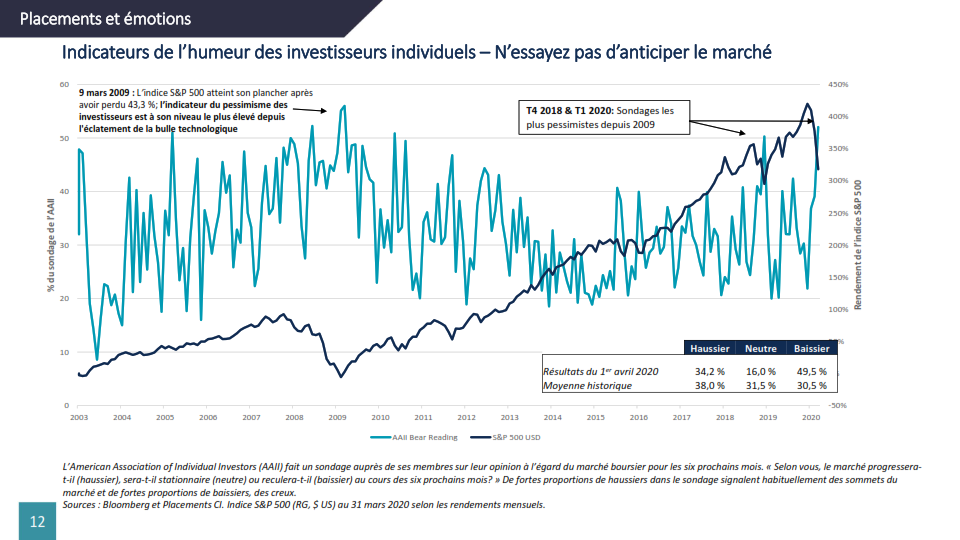 Placements et émotions
Indicateurs de l'humeur des investisseurs individuels – N'essayez pas d'anticiper le marché
60
50
40
30
20
10
0
% du sondage de l'AAII
9 mars 2009 : L'indice S&P 500 atteint son plancher après
avoir perdu 43,3 %; l'indicateur du pessimisme des
investisseurs est à son niveau le plus élevé depuis
l'éclatement de la bulle technologique
T4 2018 & T1 2020: Sondages les
plus pessimistes depuis 2009
450%
400%
350%
300%
250%
200%
150%
100%
-50%
Rendement de l'indice S&P 500
Haussier Neutre Baissier
Résultats du 1er avril 2020 34,2 % 16,0 % 49,5 %
Moyenne historique 38,0 % 31,5 % 30,5 %
2003 2004 2005 2006 2007 2008 2009 2010 2011 2012 2013 2014 2015 2016 2017 2018 2019 2020
AAII Bear Reading S&P 500 USD
L'American Association of Individual Investors (AAII) fait un sondage auprès de ses membres sur leur opinion à l'égard du marché boursier pour les six prochains mois. « Selon vous, le marché progressera-
t-il (haussier), sera-t-il stationnaire (neutre) ou reculera-t-il (baissier) au cours des six prochains mois? » De fortes proportions de haussiers dans le sondage signalent habituellement des sommets du
marché et de fortes proportions de baissiers, des creux.
Sources : Bloomberg et Placements CI. Indice S&P 500 (RG, $ US) au 31 mars 2020 selon les rendements mensuels.
12